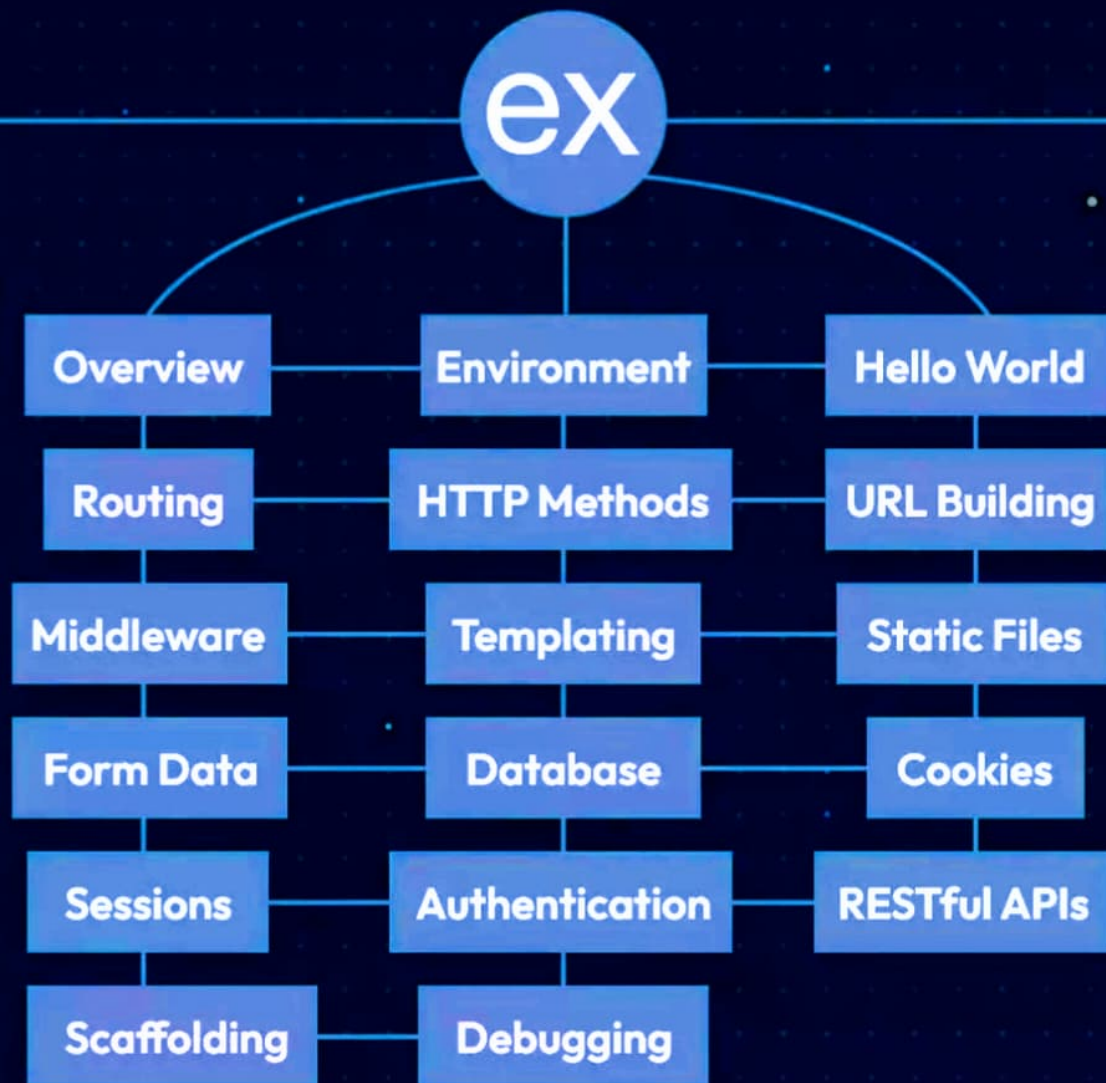 ex
Overview
Environment
Hello World
Routing
HTTP Methods
URL Building
Middleware
Templating
Static Files
Form Data
Database
Cookies
Sessions
Authentication
RESTful APIs
Scaffolding
Debugging